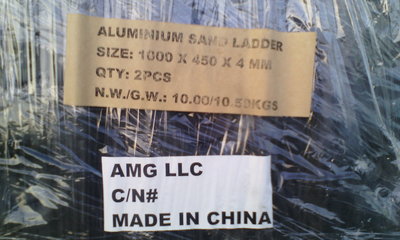 ALUMINIUM SAND LADDER
SIZE: 1000 X 450 X 4 MM
QTY: 2PCS
N.W./G.W.: 10.00/10.50KGS
AMG LLC
C/N#
MADE IN CHINA